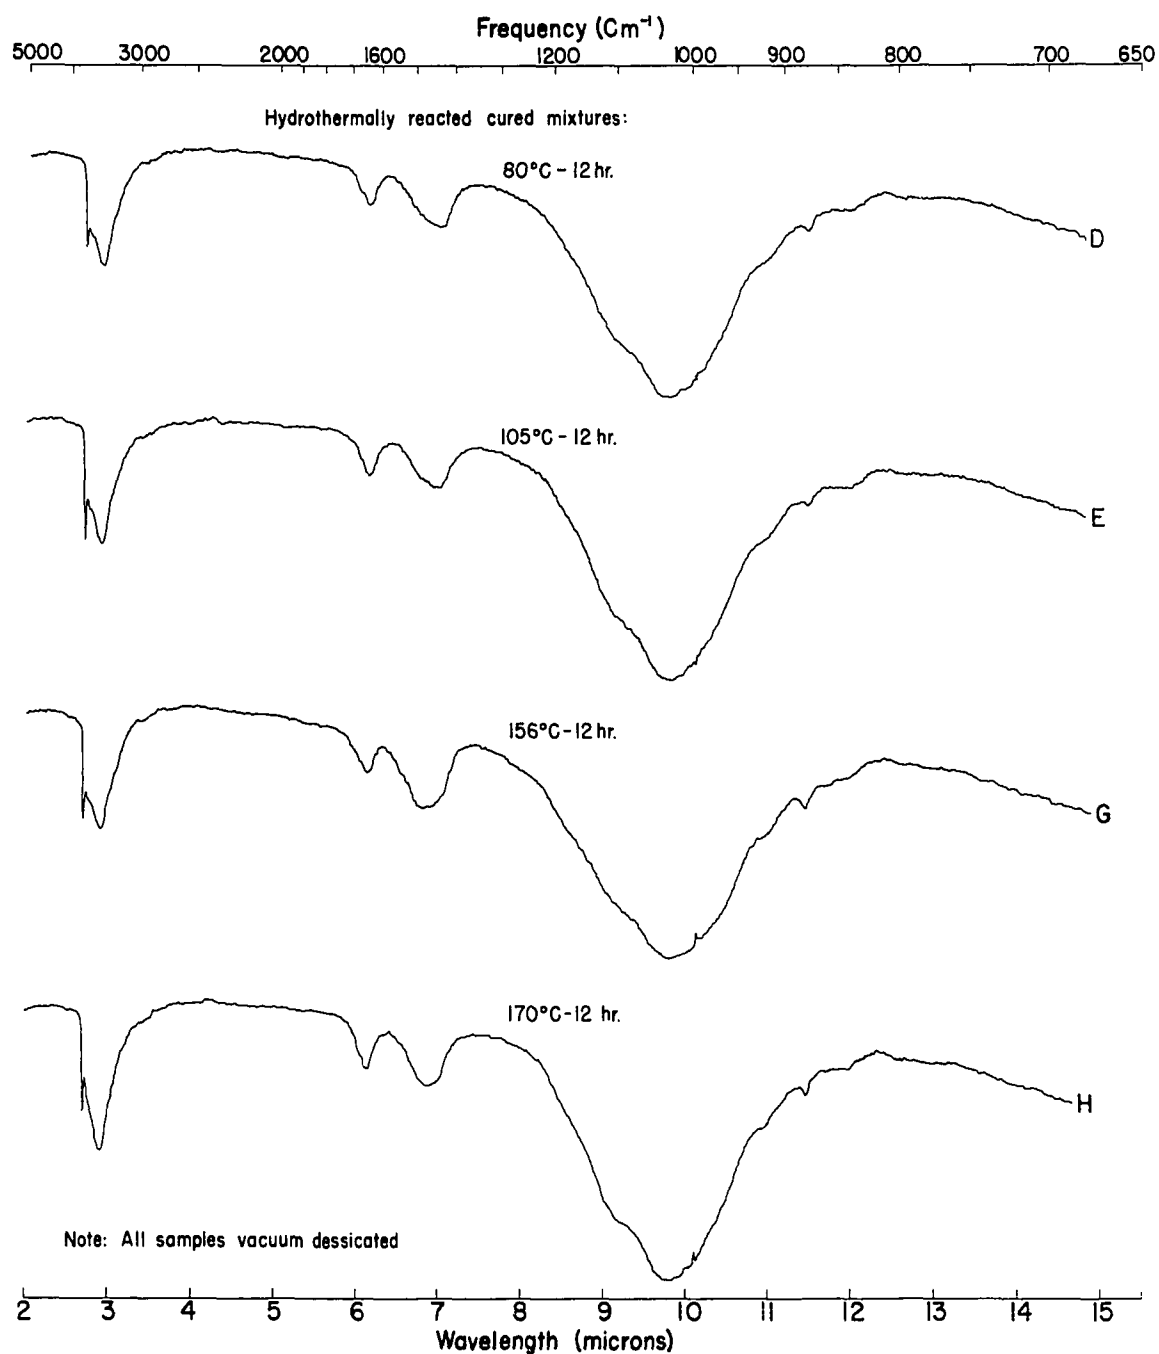 Frequency (Cm⁻¹)
5000 3000 2000 1600 1200 1000 900 800 700 650
Hydrothermally reacted cured mixtures:
80°C - 12 hr.
D
105°C - 12 hr.
E
156°C - 12 hr.
G
170°C - 12 hr.
H
Note: All samples vacuum dessicated
2 3 4 5 6 7 8 9 10 11 12 13 14 15
Wavelength (microns)